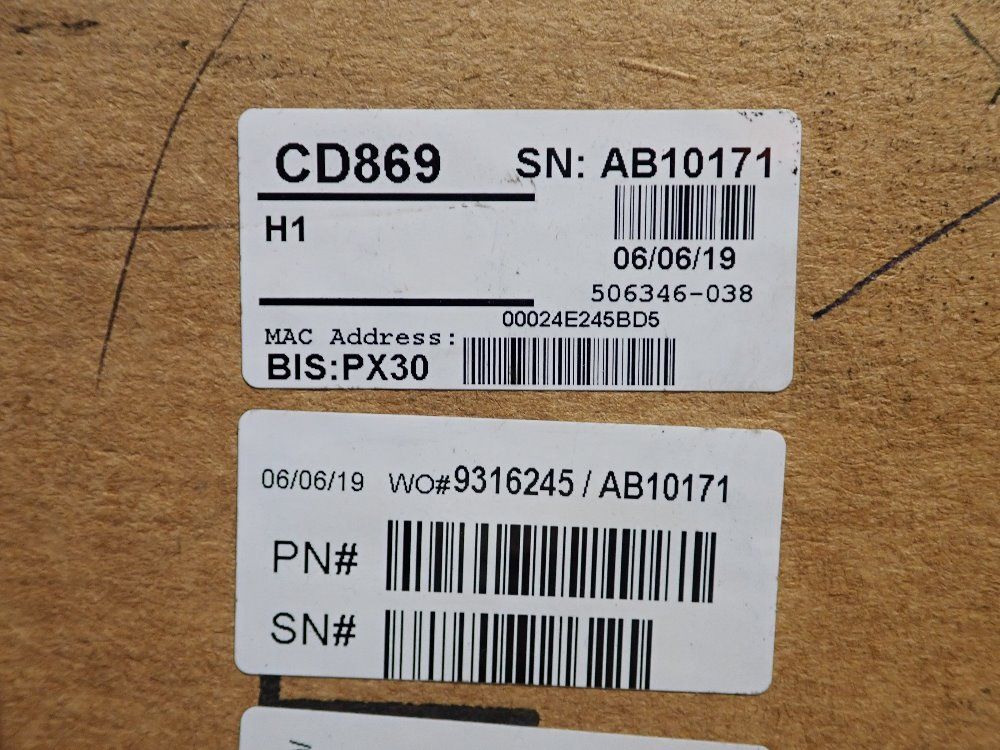 CD869 SN: AB10171
H1
06/06/19
506346-038
00024E245BD5
MAC Address:
BIS:PX30
06/06/19 WO#9316245 / AB10171
PN#
SN#